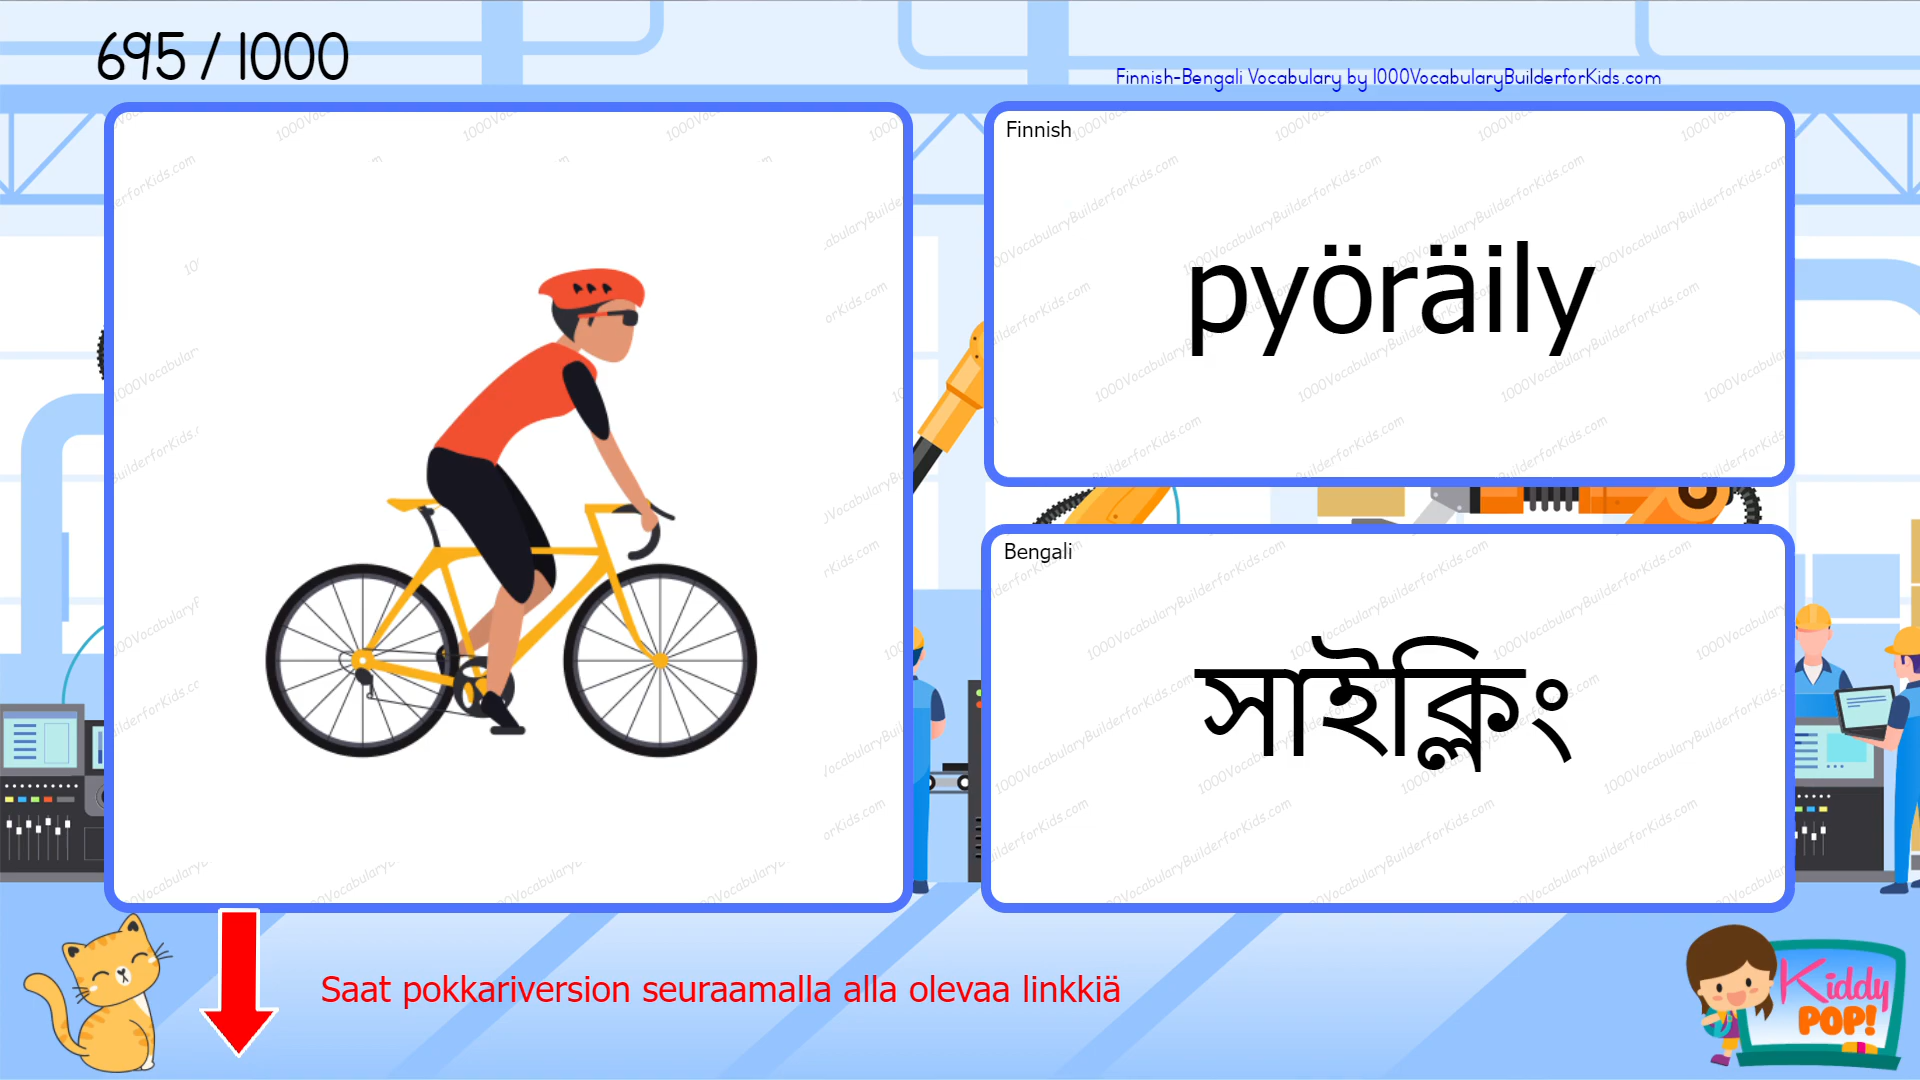 695 / 1000
Finnish-Bengali Vocabulary by 1000VocabularyBuilderforKids.com
Finnish
pyöräily
Bengali
সাইক্লিং
Saat pokkariversion seuraamalla alla olevaa linkkiä
Kiddy
POP!